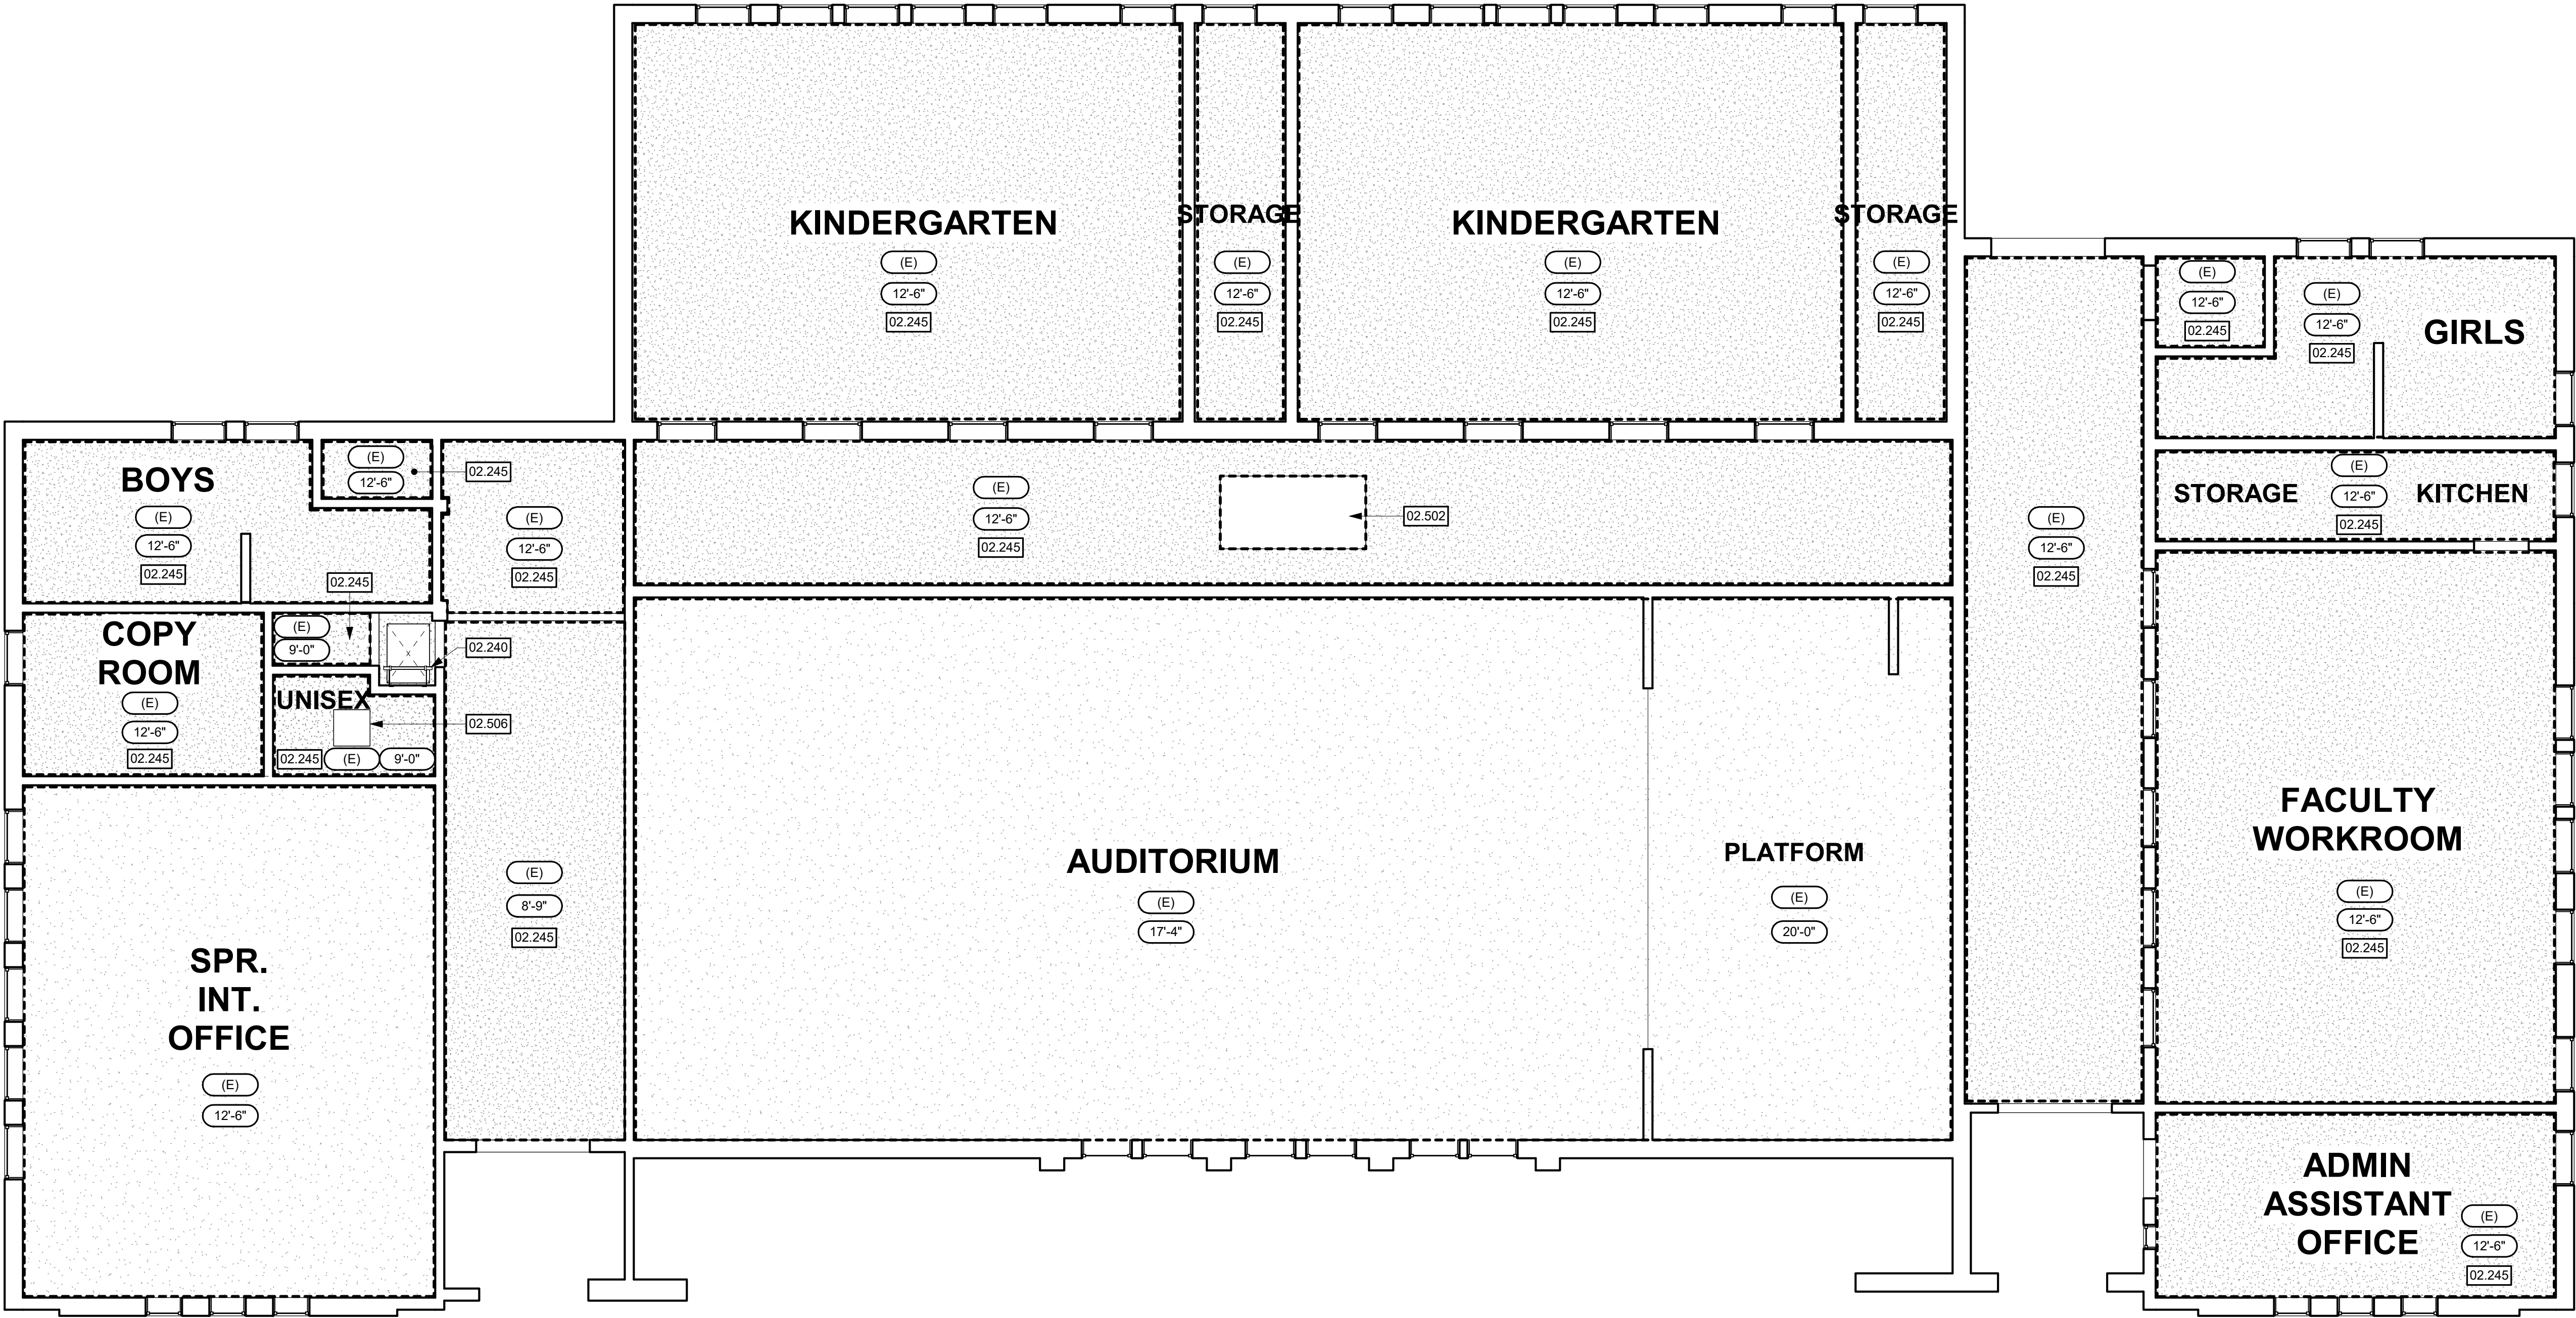 KINDERGARTEN
(E)
12'-6"
02.245
STORAGE
(E)
12'-6"
02.245
KINDERGARTEN
(E)
12'-6"
02.245
STORAGE
(E)
12'-6"
02.245
(E)
12'-6"
02.245
(E)
12'-6"
02.245
GIRLS
BOYS
(E)
12'-6"
02.245
(E)
12'-6"
02.245
(E)
12'-6"
02.245
02.245
(E)
12'-6"
02.245
02.502
(E)
12'-6"
02.245
STORAGE
(E)
12'-6"
02.245
KITCHEN
COPY
ROOM
(E)
12'-6"
02.245
(E)
9'-0"
02.240
UNISEX
02.506
02.245
(E)
9'-0"
SPR.
INT.
OFFICE
(E)
12'-6"
(E)
8'-9"
02.245
AUDITORIUM
(E)
17'-4"
PLATFORM
(E)
20'-0"
FACULTY
WORKROOM
(E)
12'-6"
02.245
ADMIN
ASSISTANT
OFFICE
(E)
12'-6"
02.245